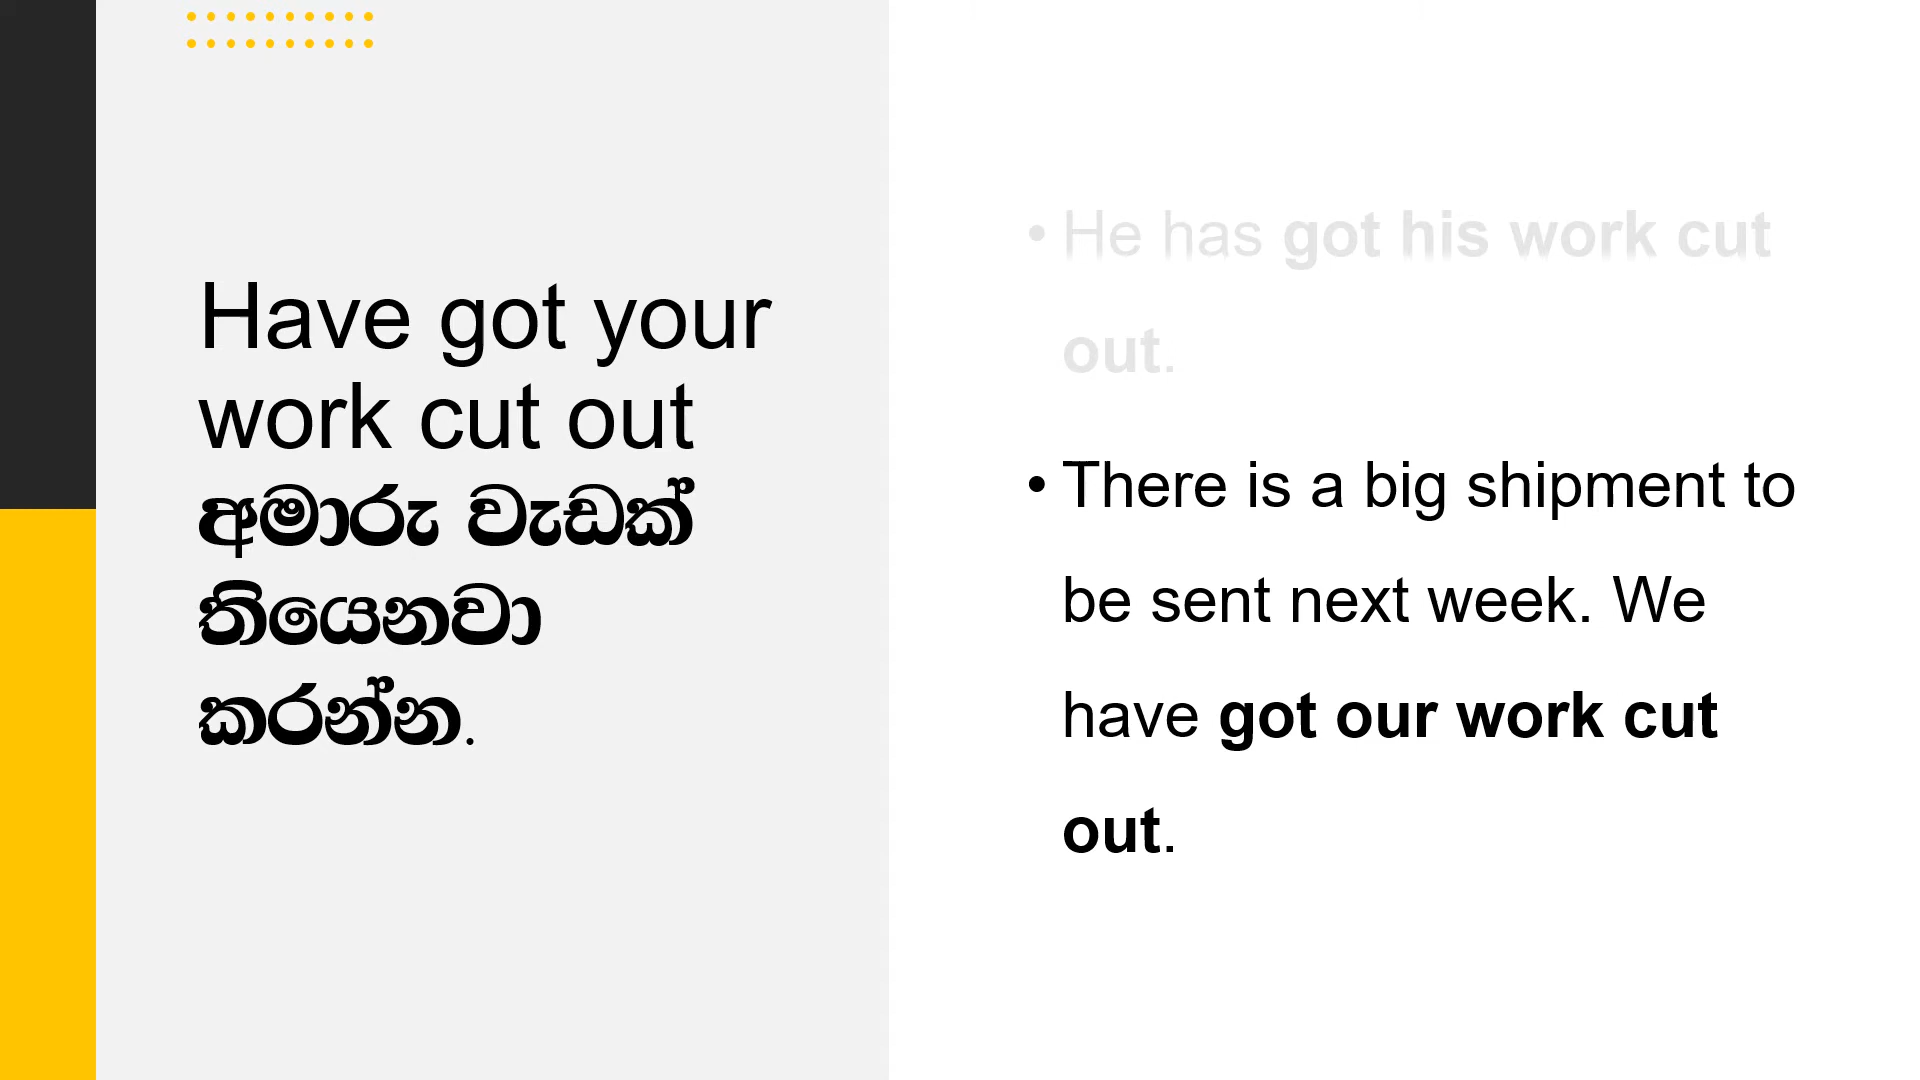 Have got your
work cut out
අමාරු වැඩක්
තියෙනවා
කරන්න.
• He has got his work cut
out.
• There is a big shipment to
be sent next week. We
have got our work cut
out.